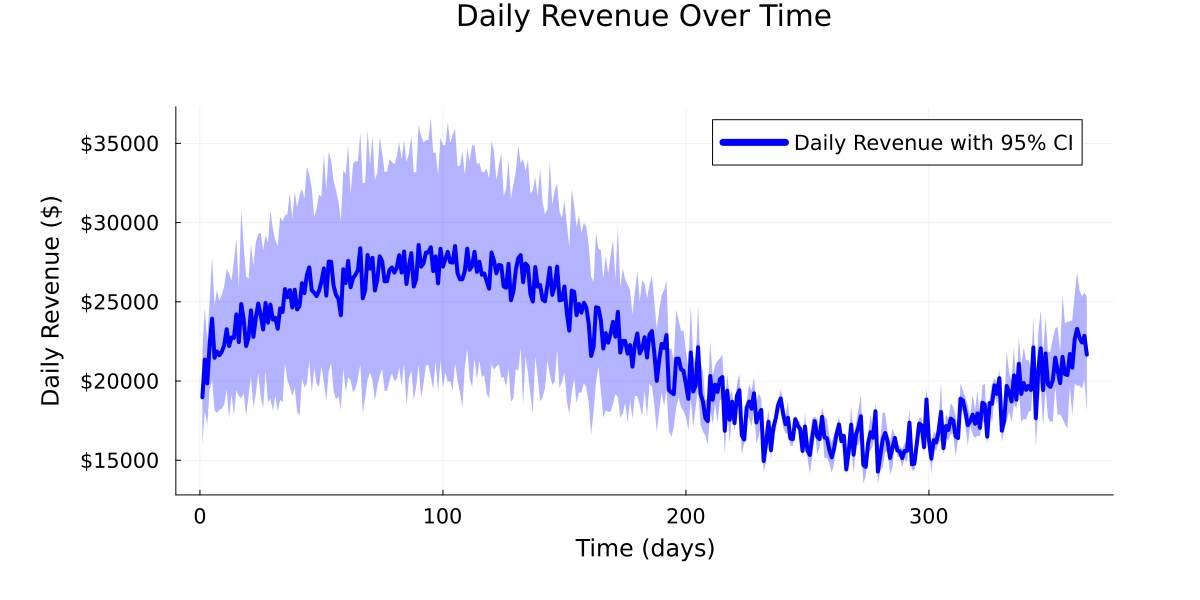 Daily Revenue Over Time
Daily Revenue with 95% CI
Daily Revenue ($)
$35000
$30000
$25000
$20000
$15000
0 100 200 300
Time (days)